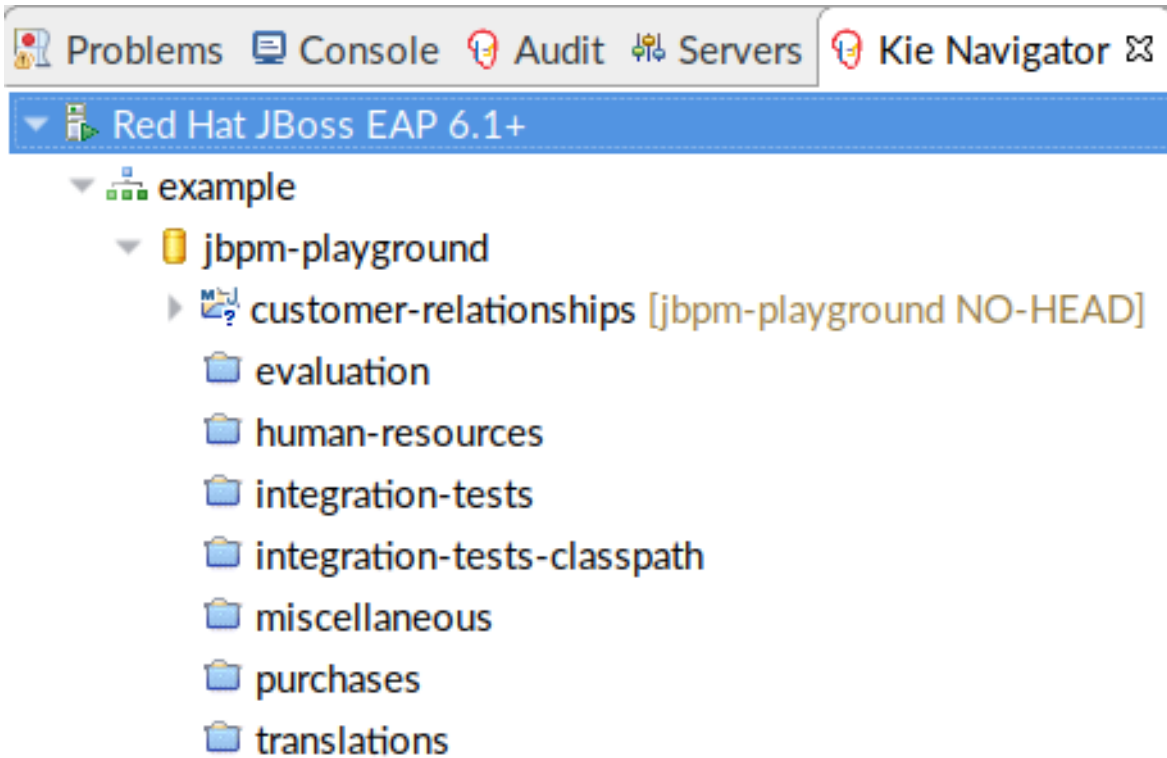 Problems Console Audit Servers Kie Navigator
Red Hat JBoss EAP 6.1+
example
jbpm-playground
customer-relationships [jbpm-playground NO-HEAD]
evaluation
human-resources
integration-tests
integration-tests-classpath
miscellaneous
purchases
translations